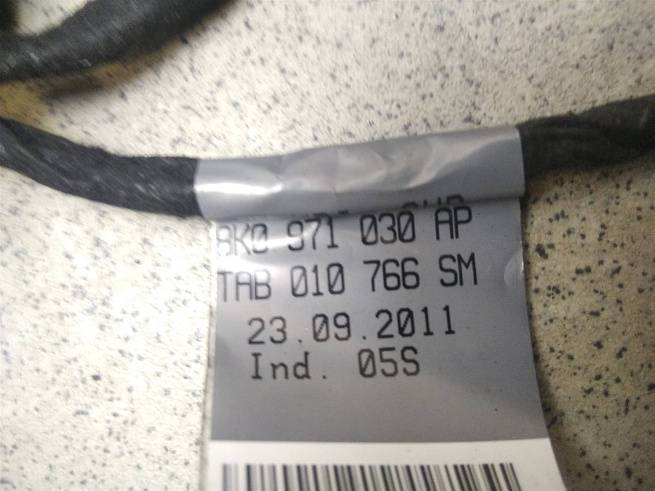 8K0 971 030 AP
TAB 010 766 SM
23.09.2011
Ind. 05S